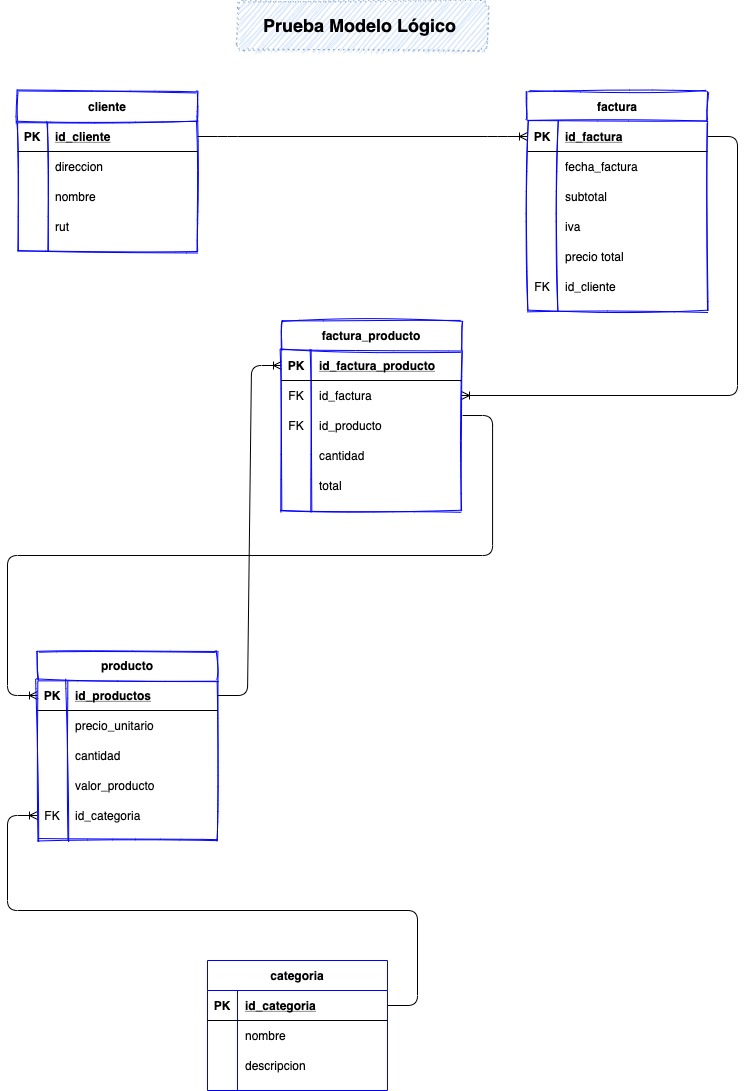 Prueba Modelo Lógico
cliente
PK id_cliente
direccion
nombre
rut
factura
PK id_factura
fecha_factura
subtotal
iva
precio total
FK id_cliente
factura_producto
PK id_factura_producto
FK id_factura
FK id_producto
cantidad
total
producto
PK id_productos
precio_unitario
cantidad
valor_producto
FK id_categoria
categoria
PK id_categoria
nombre
descripcion